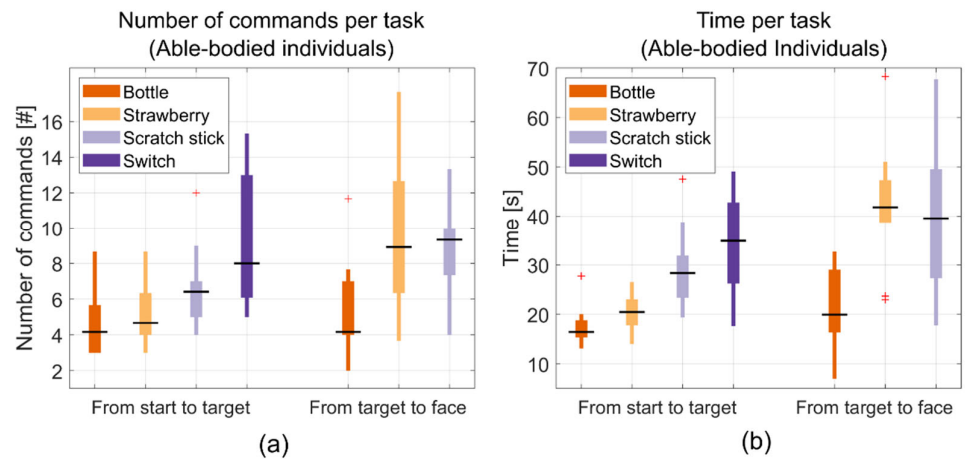 Number of commands per task
(Able-bodied individuals)
Number of commands [#]
16
14
12
10
8
6
4
2
Bottle
Strawberry
Scratch stick
Switch
From start to target
From target to face
(a)
Time per task
(Able-bodied Individuals)
Time [s]
70
60
50
40
30
20
10
Bottle
Strawberry
Scratch stick
Switch
From start to target
From target to face
(b)